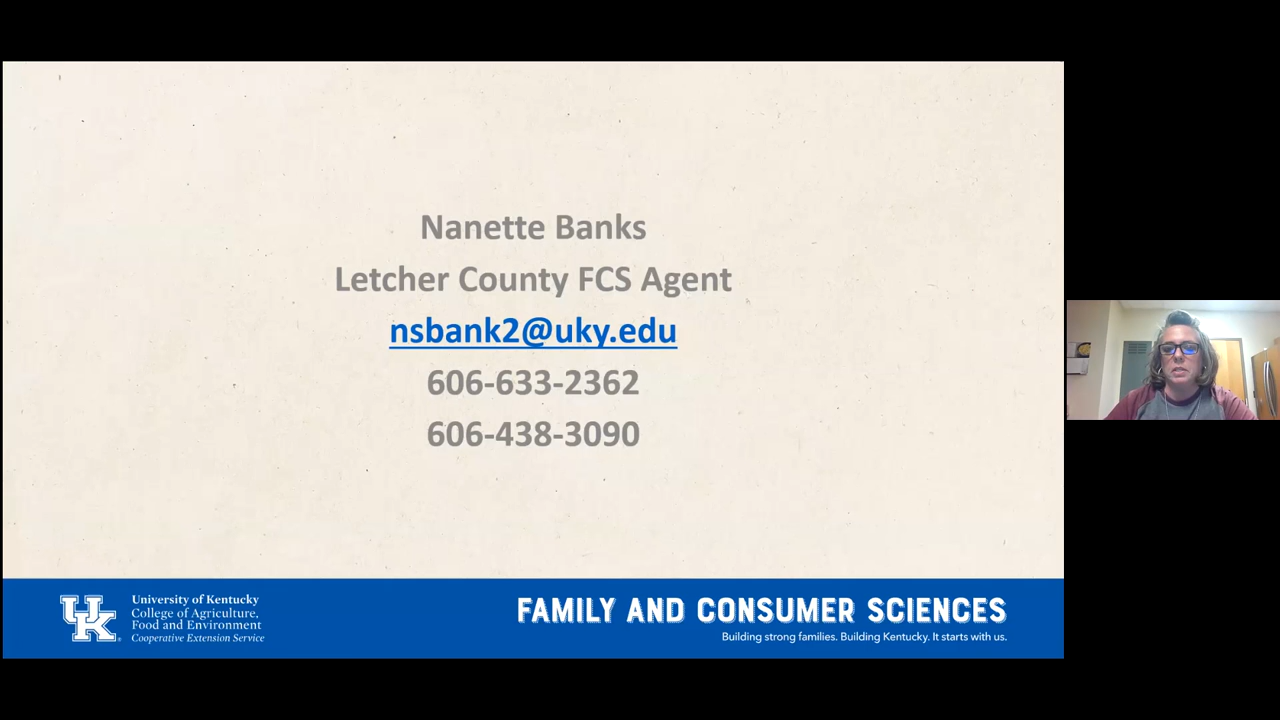 Nanette Banks
Letcher County FCS Agent
nsbank2@uky.edu
606-633-2362
606-438-3090
UK
University of Kentucky
College of Agriculture,
Food and Environment
Cooperative Extension Service
FAMILY AND CONSUMER SCIENCES
Building strong families. Building Kentucky. It starts with us.